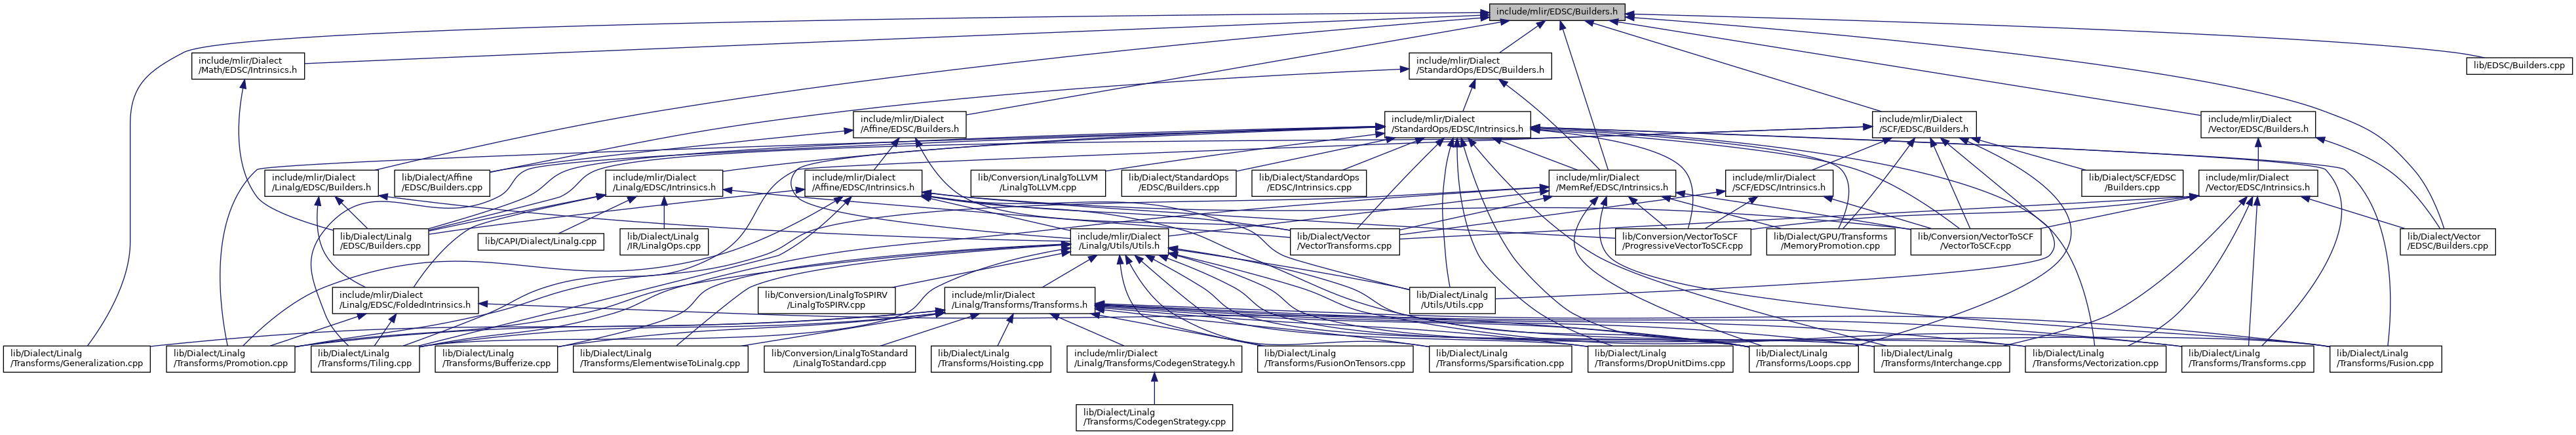 include/mlir/EDSC/Builders.h
include/mlir/Dialect
/Math/EDSC/Intrinsics.h
include/mlir/Dialect
/StandardOps/EDSC/Builders.h
lib/EDSC/Builders.cpp
include/mlir/Dialect
/Affine/EDSC/Builders.h
include/mlir/Dialect
/StandardOps/EDSC/Intrinsics.h
include/mlir/Dialect
/SCF/EDSC/Builders.h
include/mlir/Dialect
/Vector/EDSC/Builders.h
include/mlir/Dialect
/Linalg/EDSC/Builders.h
lib/Dialect/Affine
/EDSC/Builders.cpp
include/mlir/Dialect
/Linalg/EDSC/Intrinsics.h
include/mlir/Dialect
/Affine/EDSC/Intrinsics.h
lib/Conversion/LinalgToLLVM
/LinalgToLLVM.cpp
lib/Dialect/StandardOps
/EDSC/Builders.cpp
lib/Dialect/StandardOps
/EDSC/Intrinsics.cpp
include/mlir/Dialect
/MemRef/EDSC/Intrinsics.h
include/mlir/Dialect
/SCF/EDSC/Intrinsics.h
lib/Dialect/SCF/EDSC
/Builders.cpp
include/mlir/Dialect
/Vector/EDSC/Intrinsics.h
lib/Dialect/Linalg
/EDSC/Builders.cpp
lib/CAPI/Dialect/Linalg.cpp
lib/Dialect/Linalg
/IR/LinalgOps.cpp
include/mlir/Dialect
/Linalg/Utils/Utils.h
lib/Dialect/Vector
/VectorTransforms.cpp
lib/Conversion/VectorToSCF
/ProgressiveVectorToSCF.cpp
lib/Dialect/GPU/Transforms
/MemoryPromotion.cpp
lib/Conversion/VectorToSCF
/VectorToSCF.cpp
lib/Dialect/Vector
/EDSC/Builders.cpp
include/mlir/Dialect
/Linalg/EDSC/FoldedIntrinsics.h
lib/Conversion/LinalgToSPIRV
/LinalgToSPIRV.cpp
include/mlir/Dialect
/Linalg/Transforms/Transforms.h
lib/Dialect/Linalg
/Utils/Utils.cpp
lib/Dialect/Linalg
/Transforms/Generalization.cpp
lib/Dialect/Linalg
/Transforms/Promotion.cpp
lib/Dialect/Linalg
/Transforms/Tiling.cpp
lib/Dialect/Linalg
/Transforms/Bufferize.cpp
lib/Dialect/Linalg
/Transforms/ElementwiseToLinalg.cpp
lib/Conversion/LinalgToStandard
/LinalgToStandard.cpp
lib/Dialect/Linalg
/Transforms/Hoisting.cpp
include/mlir/Dialect
/Linalg/Transforms/CodegenStrategy.h
lib/Dialect/Linalg
/Transforms/FusionOnTensors.cpp
lib/Dialect/Linalg
/Transforms/Sparsification.cpp
lib/Dialect/Linalg
/Transforms/DropUnitDims.cpp
lib/Dialect/Linalg
/Transforms/Loops.cpp
lib/Dialect/Linalg
/Transforms/Interchange.cpp
lib/Dialect/Linalg
/Transforms/Vectorization.cpp
lib/Dialect/Linalg
/Transforms/Transforms.cpp
lib/Dialect/Linalg
/Transforms/Fusion.cpp
lib/Dialect/Linalg
/Transforms/CodegenStrategy.cpp